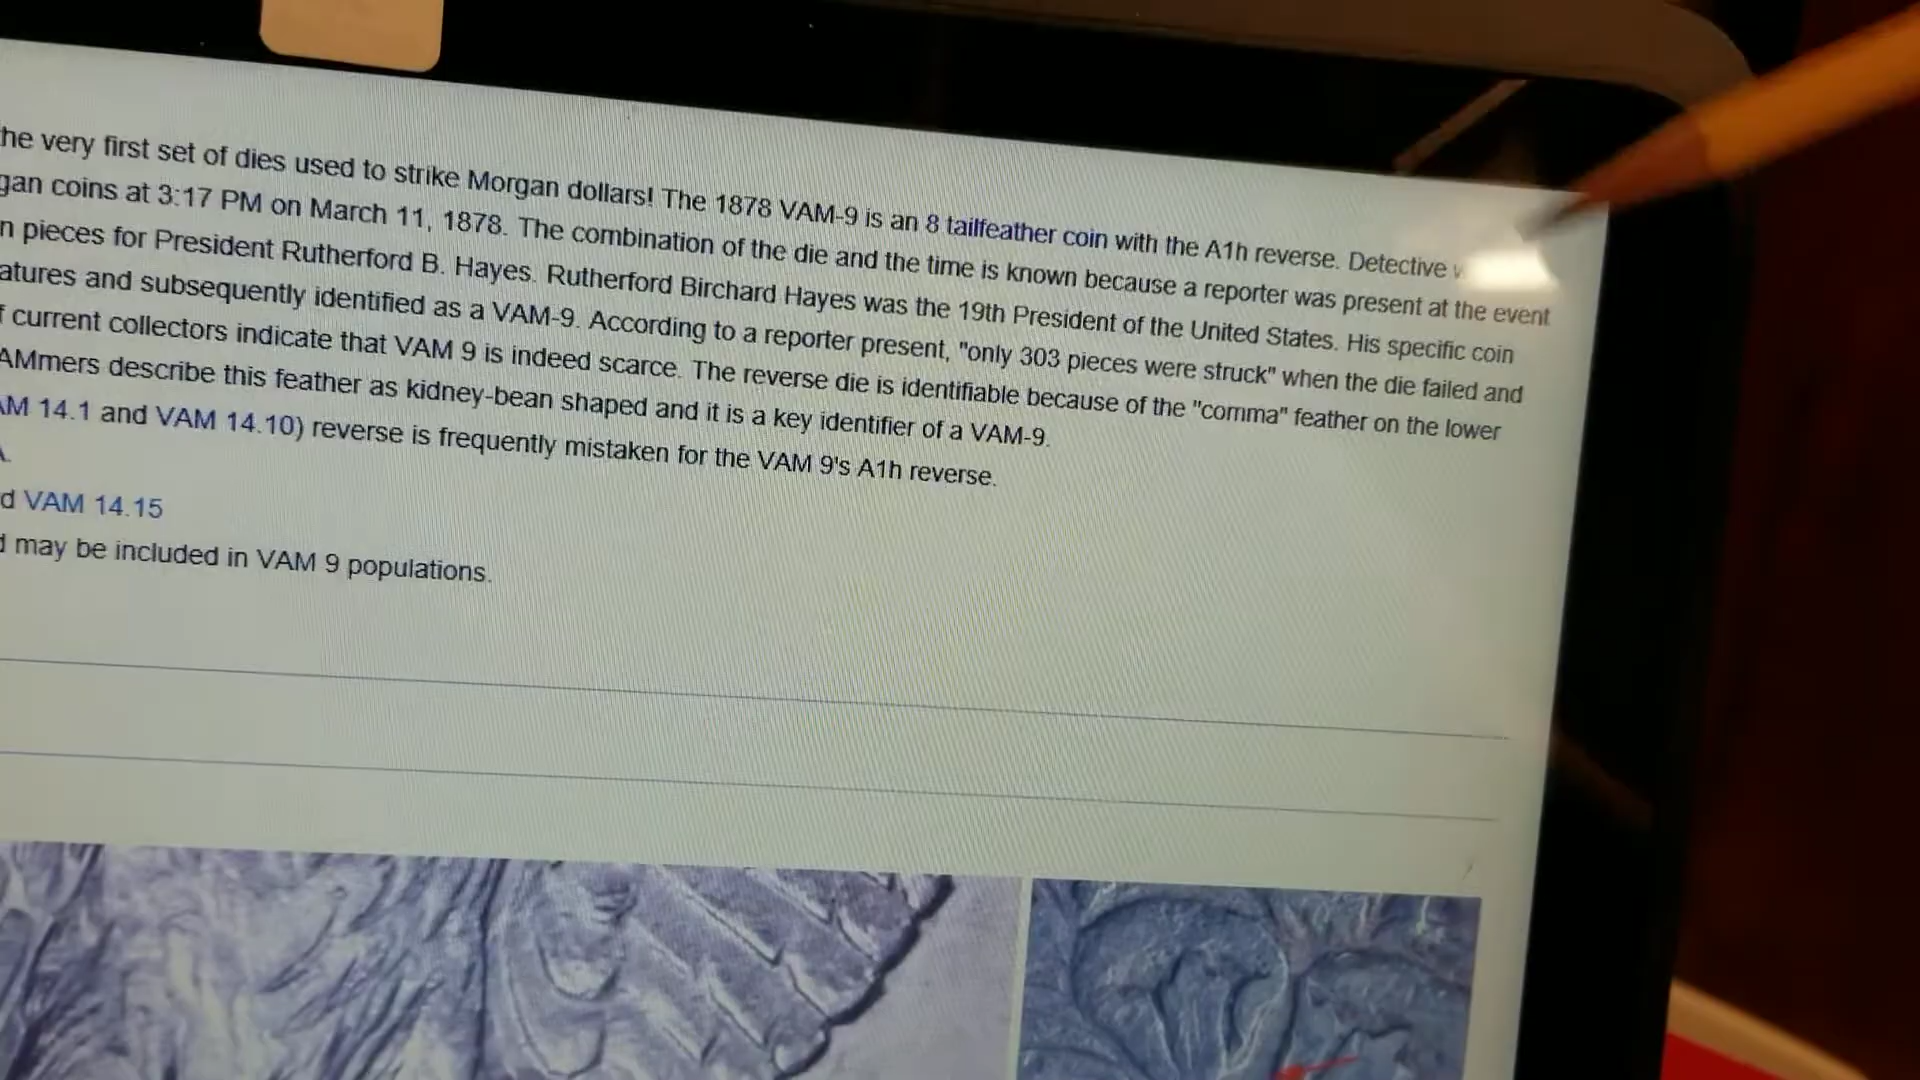 he very first set of dies used to strike Morgan dollars! The 1878 VAM-9 is an 8 tailfeather coin with the A1h reverse. Detective
gan coins at 3:17 PM on March 11, 1878. The combination of the die and the time is known because a reporter was present at the event
n pieces for President Rutherford B. Hayes. Rutherford Birchard Hayes was the 19th President of the United States. His specific coin
atures and subsequently identified as a VAM-9. According to a reporter present, "only 303 pieces were struck" when the die failed and
f current collectors indicate that VAM 9 is indeed scarce. The reverse die is identifiable because of the "comma" feather on the lower
AMmers describe this feather as kidney-bean shaped and it is a key identifier of a VAM-9.
AM 14.1 and VAM 14.10) reverse is frequently mistaken for the VAM 9's A1h reverse.
A.
d VAM 14.15
d may be included in VAM 9 populations.